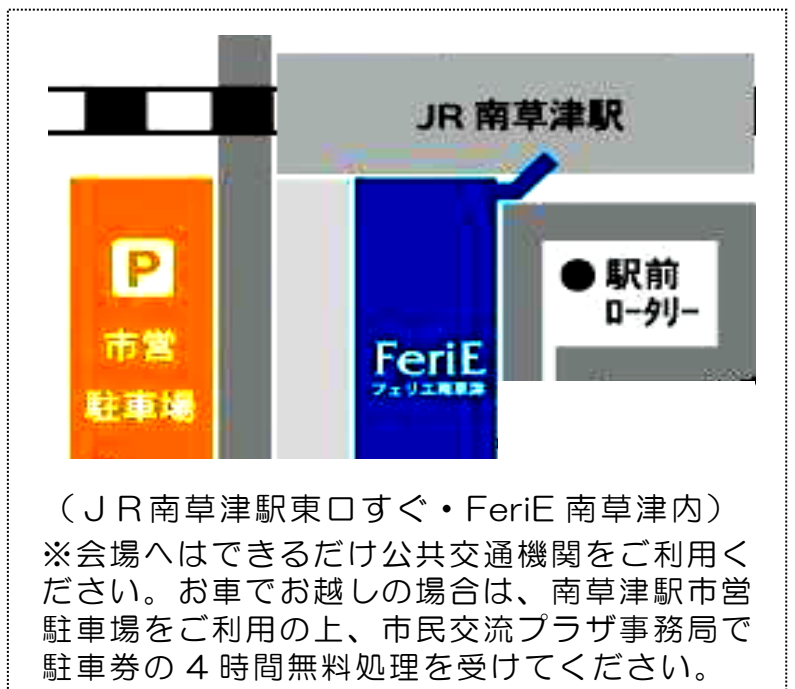 JR 南草津駅
P
市営
駐車場
FeriE
フェリエ南草津
●駅前
ロータリー
（ＪＲ南草津駅東口すぐ・FeriE 南草津内）
※会場へはできるだけ公共交通機関をご利用く
ださい。お車でお越しの場合は、南草津駅市営
駐車場をご利用の上、市民交流プラザ事務局で
駐車券の 4 時間無料処理を受けてください。